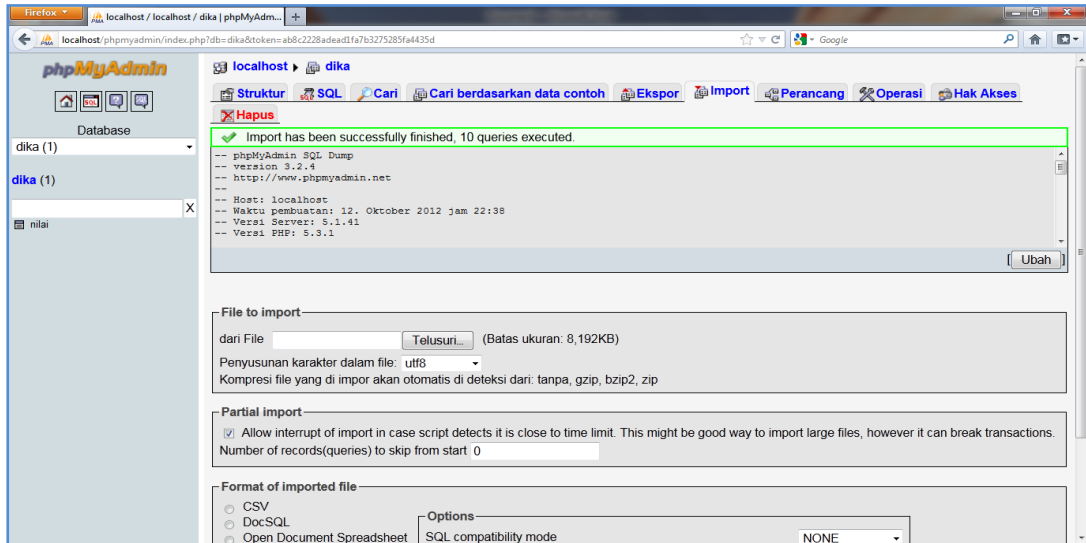 Firefox
localhost / localhost / dika | phpMyAdm...
localhost/phpmyadmin/index.php?db=dika&token=ab8c2228adead1fa7b3275285fa4435d
Google
phpMyAdmin
Database
dika (1)
dika (1)
X
nilai
localhost ▸ dika
Struktur SQL Cari Cari berdasarkan data contoh Ekspor Import Perancang Operasi Hak Akses
Hapus
Import has been successfully finished, 10 queries executed.
-- phpMyAdmin SQL Dump
-- version 3.2.4
-- http://www.phpmyadmin.net
--
-- Host: localhost
-- Waktu pembuatan: 12. Oktober 2012 jam 22:38
-- Versi Server: 5.1.41
-- Versi PHP: 5.3.1
[ Ubah ]
File to import
dari File Telusuri... (Batas ukuran: 8,192KB)
Penyusunan karakter dalam file: utf8
Kompresi file yang di impor akan otomatis di deteksi dari: tanpa, gzip, bzip2, zip
Partial import
Allow interrupt of import in case script detects it is close to time limit. This might be good way to import large files, however it can break transactions.
Number of records(queries) to skip from start 0
Format of imported file
CSV
DocSQL
Open Document Spreadsheet
Options
SQL compatibility mode NONE